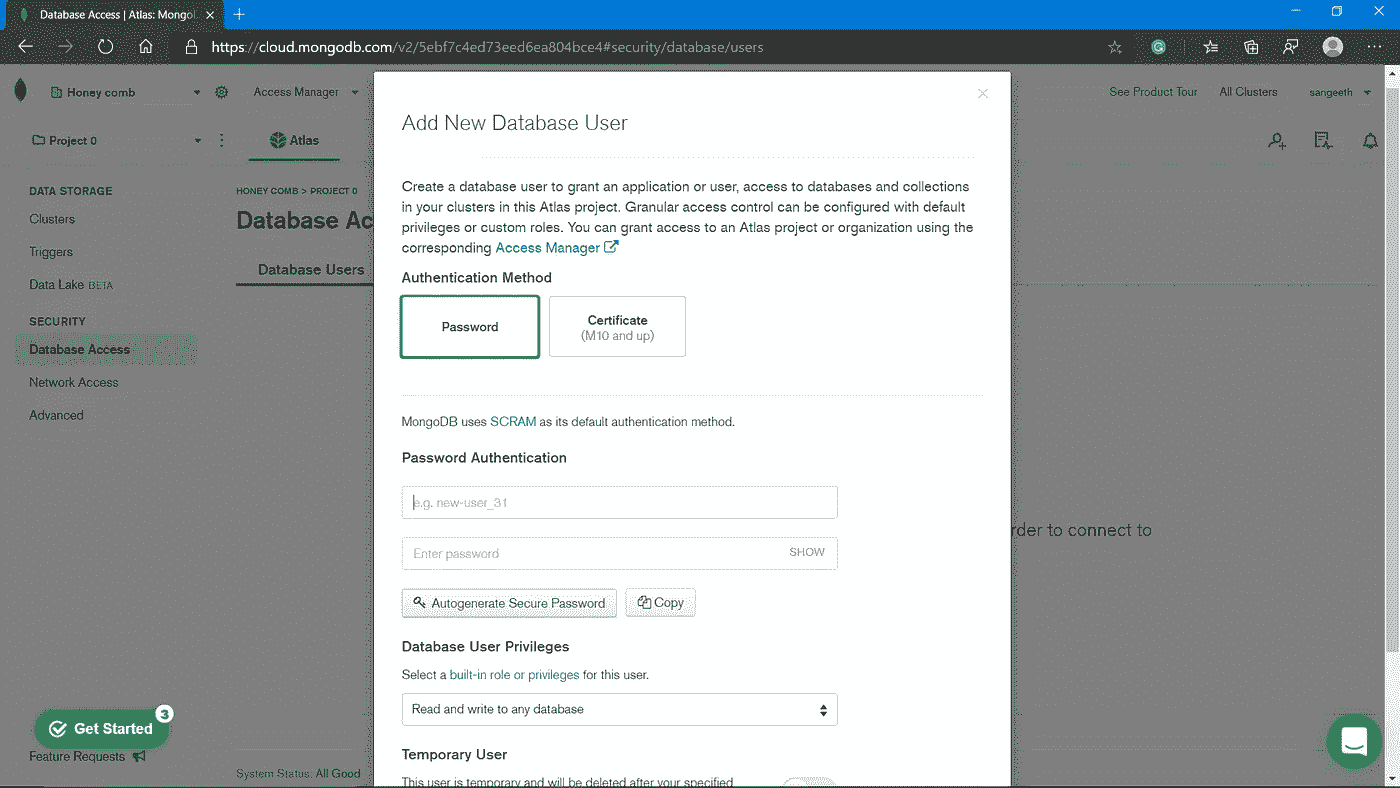 Database Access | Atlas: Mongo
https://cloud.mongodb.com/v2/5ebf7c4ed73eed6ea804bce4#security/database/users
Honey comb
Access Manager
See Product Tour
All Clusters
sangeeth
Project 0
Atlas
DATA STORAGE
Clusters
Triggers
Data Lake BETA
SECURITY
Database Access
Network Access
Advanced
HONEY COMB > PROJECT 0
Database Ac
Database Users
rder to connect to
Add New Database User
Create a database user to grant an application or user, access to databases and collections
in your clusters in this Atlas project. Granular access control can be configured with default
privileges or custom roles. You can grant access to an Atlas project or organization using the
corresponding Access Manager
Authentication Method
Password
Certificate
(M10 and up)
MongoDB uses SCRAM as its default authentication method.
Password Authentication
e.g. new-user_31
Enter password
SHOW
Autogenerate Secure Password
Copy
Database User Privileges
Select a built-in role or privileges for this user.
Read and write to any database
Temporary User
This user is temporary and will be deleted after your specified
Get Started
3
Feature Requests
System Status: All Good